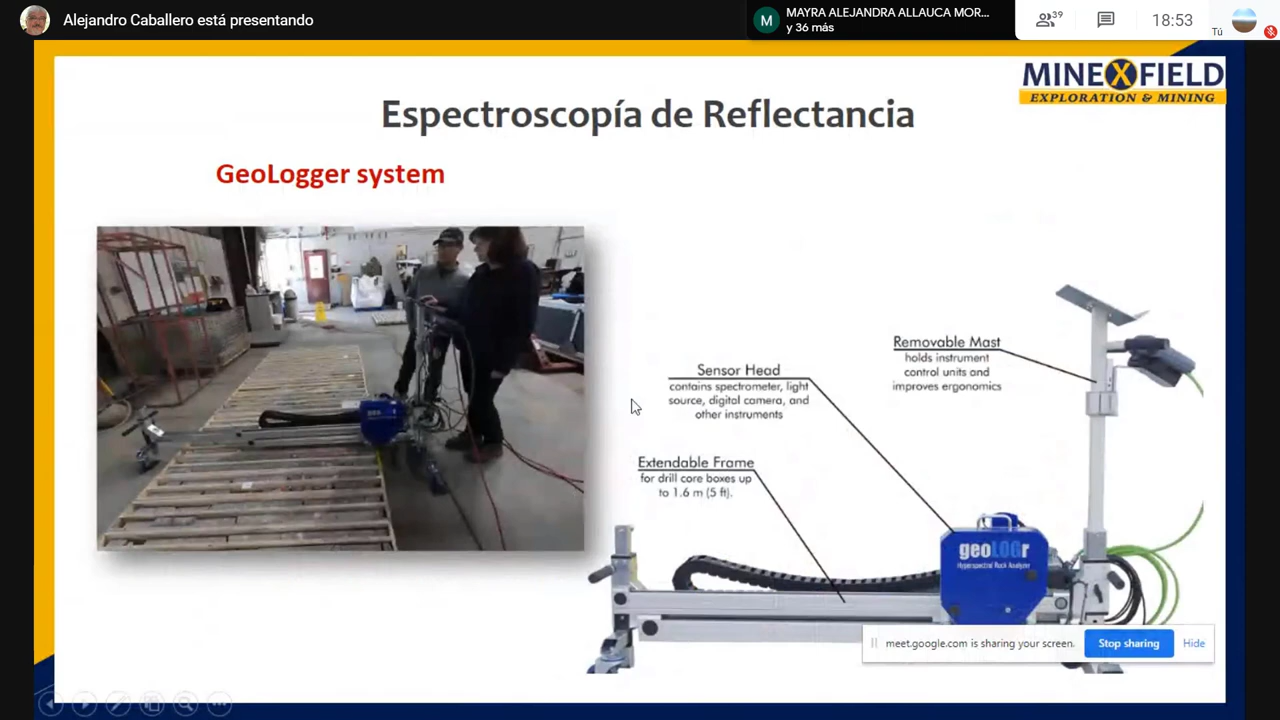 Alejandro Caballero está presentando
M
MAYRA ALEJANDRA ALLAUCA MOR...
y 36 más
39
18:53
Tú
MINEXFIELD
EXPLORATION & MINING
Espectroscopía de Reflectancia
GeoLogger system
geo
Removable Mast
holds instrument
control units and
improves ergonomics
Sensor Head
contains spectrometer, light
source, digital camera, and
other instruments
Extendable Frame
for drill core boxes up
to 1.6 m (5 ft).
geoLOGr
Hyperspectral Rock Analyzer
meet.google.com is sharing your screen.
Stop sharing
Hide